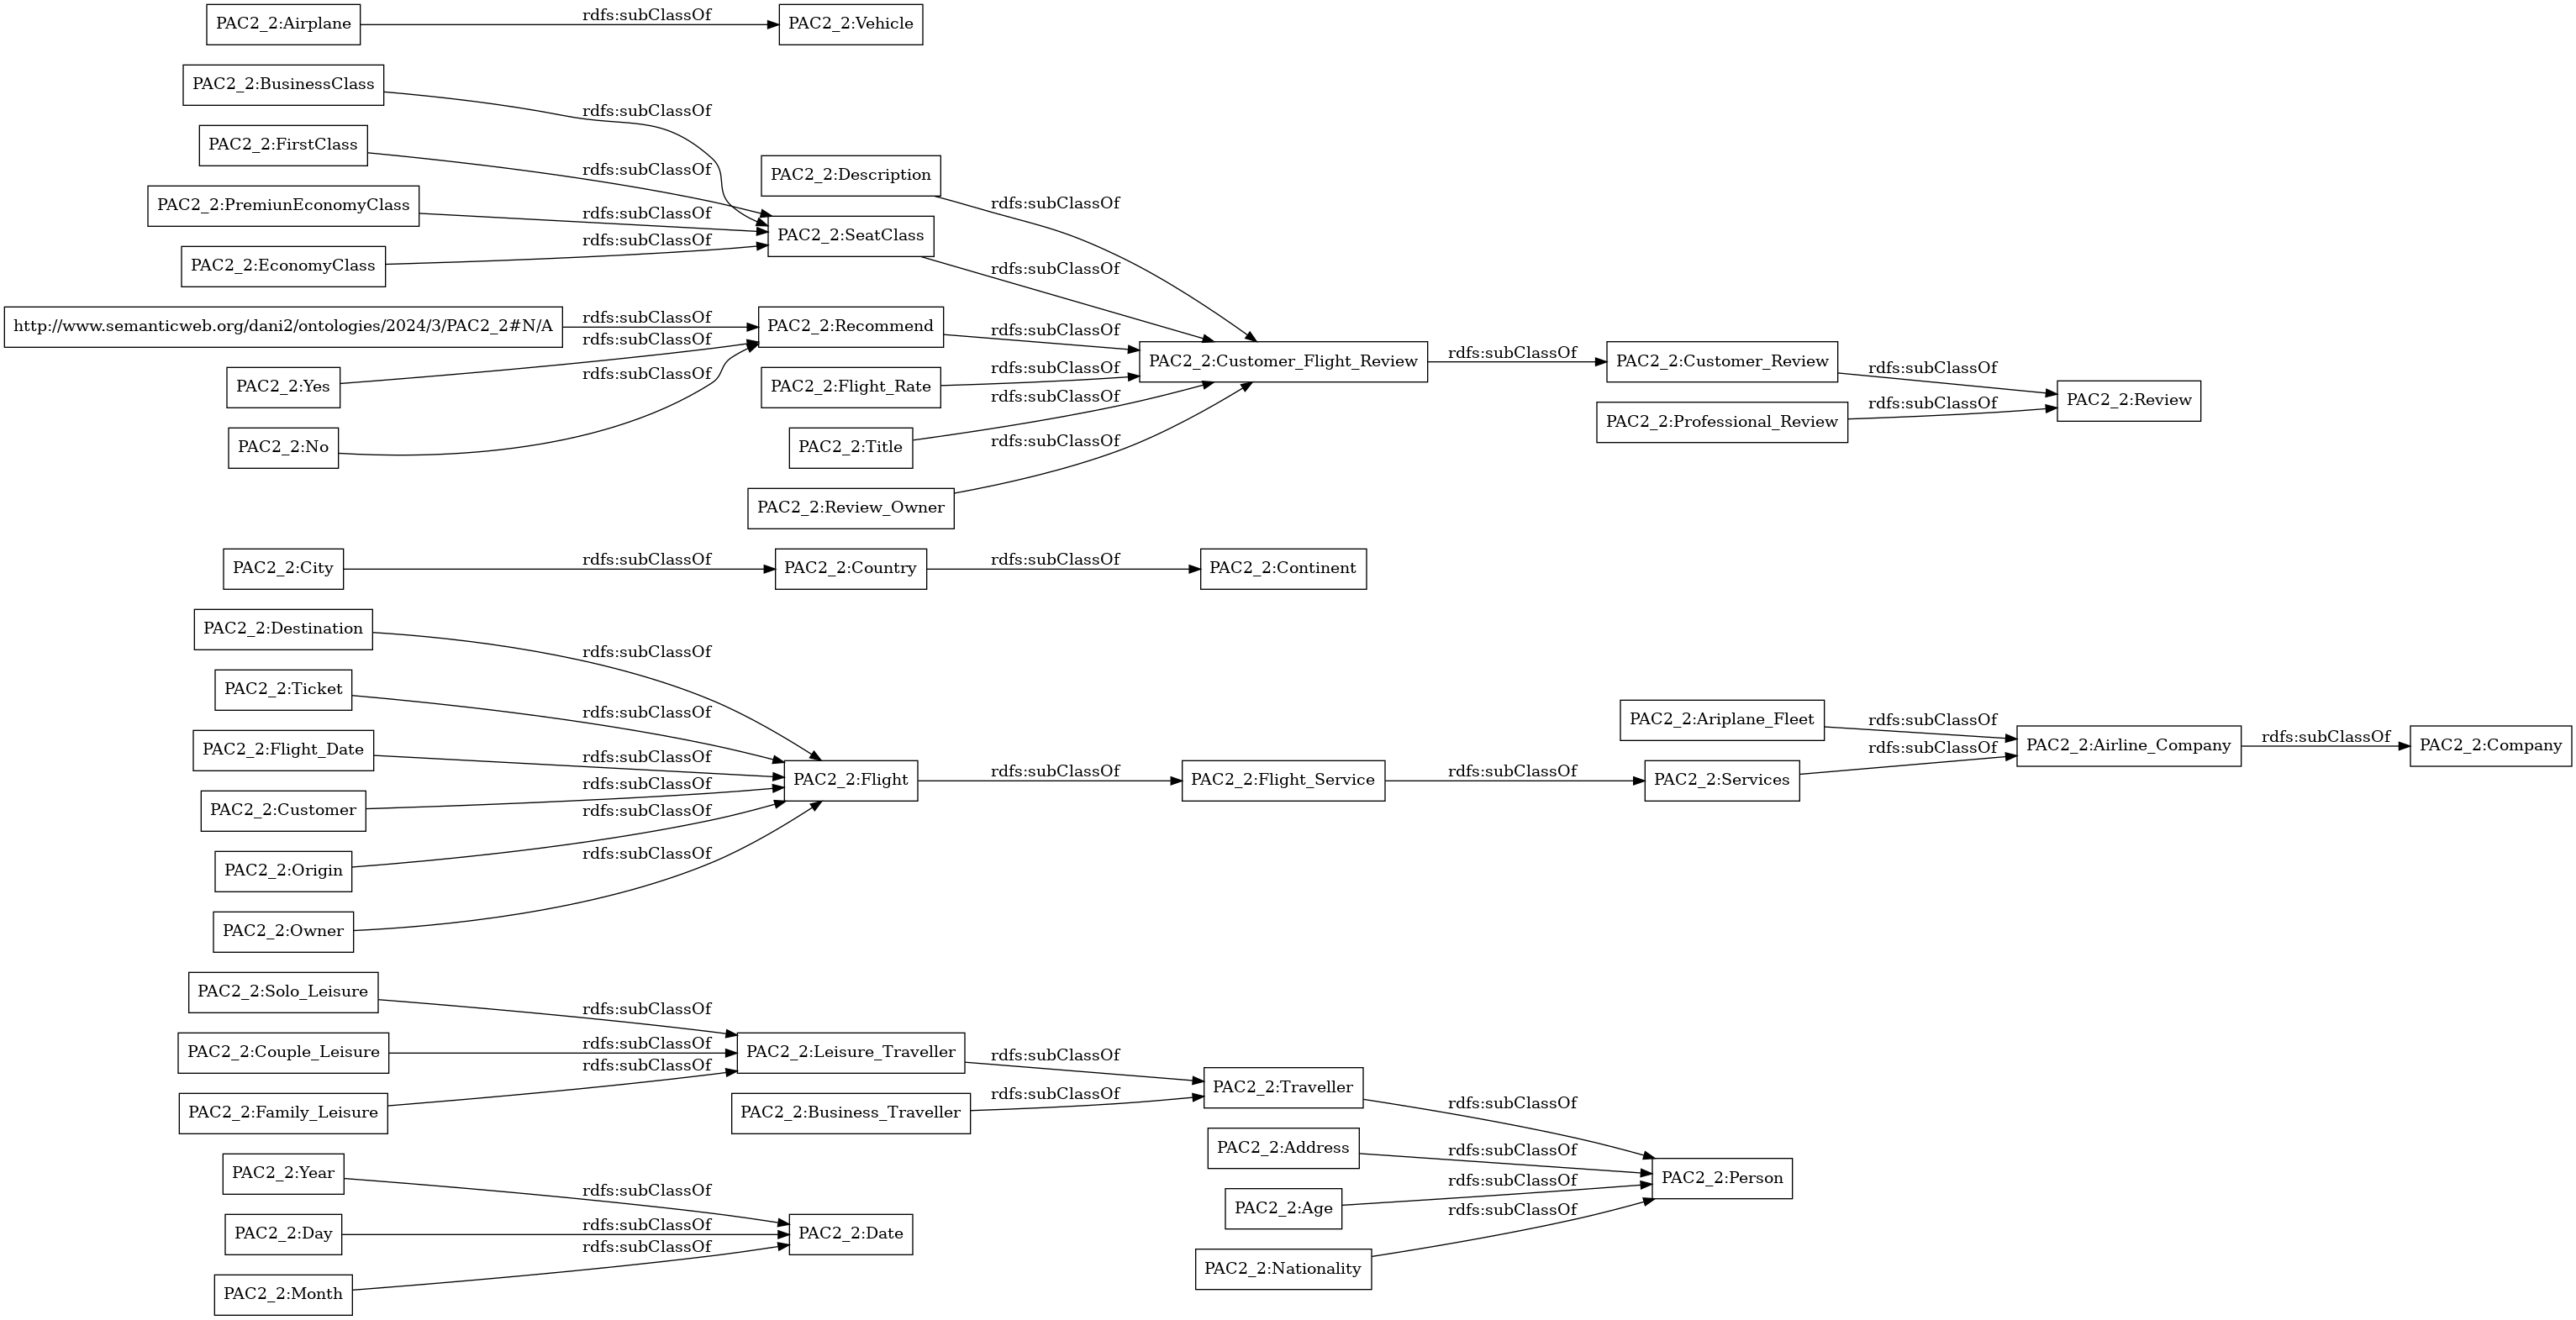 PAC2_2:Airplane
rdfs:subClassOf
PAC2_2:Vehicle
PAC2_2:BusinessClass
rdfs:subClassOf
PAC2_2:FirstClass
rdfs:subClassOf
PAC2_2:PremiunEconomyClass
rdfs:subClassOf
PAC2_2:EconomyClass
rdfs:subClassOf
PAC2_2:SeatClass
rdfs:subClassOf
PAC2_2:Description
rdfs:subClassOf
http://www.semanticweb.org/dani2/ontologies/2024/3/PAC2_2#N/A
rdfs:subClassOf
PAC2_2:Yes
rdfs:subClassOf
PAC2_2:No
rdfs:subClassOf
PAC2_2:Recommend
rdfs:subClassOf
PAC2_2:Flight_Rate
rdfs:subClassOf
PAC2_2:Title
rdfs:subClassOf
PAC2_2:Review_Owner
rdfs:subClassOf
PAC2_2:Customer_Flight_Review
rdfs:subClassOf
PAC2_2:Customer_Review
rdfs:subClassOf
PAC2_2:Professional_Review
rdfs:subClassOf
PAC2_2:Review
PAC2_2:City
rdfs:subClassOf
PAC2_2:Country
rdfs:subClassOf
PAC2_2:Continent
PAC2_2:Destination
rdfs:subClassOf
PAC2_2:Ticket
rdfs:subClassOf
PAC2_2:Flight_Date
rdfs:subClassOf
PAC2_2:Customer
rdfs:subClassOf
PAC2_2:Origin
rdfs:subClassOf
PAC2_2:Owner
rdfs:subClassOf
PAC2_2:Flight
rdfs:subClassOf
PAC2_2:Flight_Service
rdfs:subClassOf
PAC2_2:Services
rdfs:subClassOf
PAC2_2:Ariplane_Fleet
rdfs:subClassOf
PAC2_2:Airline_Company
rdfs:subClassOf
PAC2_2:Company
PAC2_2:Solo_Leisure
rdfs:subClassOf
PAC2_2:Couple_Leisure
rdfs:subClassOf
PAC2_2:Family_Leisure
rdfs:subClassOf
PAC2_2:Leisure_Traveller
rdfs:subClassOf
PAC2_2:Business_Traveller
rdfs:subClassOf
PAC2_2:Traveller
rdfs:subClassOf
PAC2_2:Address
rdfs:subClassOf
PAC2_2:Age
rdfs:subClassOf
PAC2_2:Nationality
rdfs:subClassOf
PAC2_2:Person
PAC2_2:Year
rdfs:subClassOf
PAC2_2:Day
rdfs:subClassOf
PAC2_2:Month
rdfs:subClassOf
PAC2_2:Date